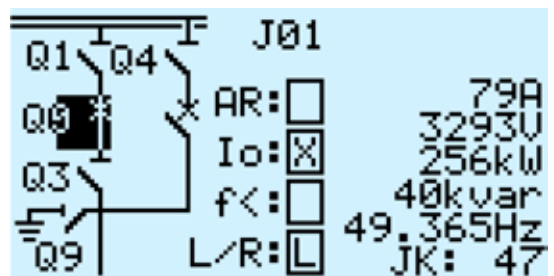 J01
Q1 Q4
Q0
Q3
Q9
AR:
Io: X
f<:
L/R: L
79A
3293V
256kW
40kvar
49.365Hz
JK: 47